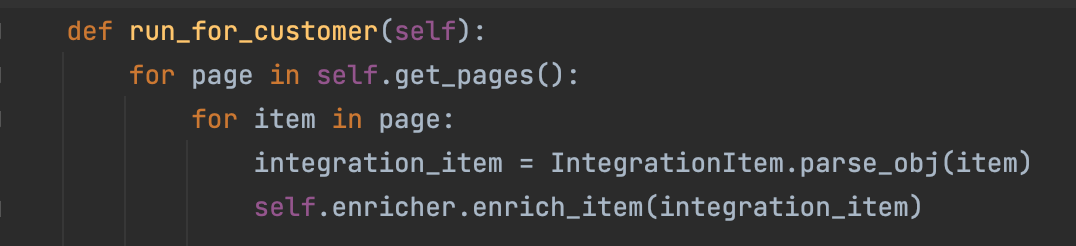 def run_for_customer(self):
    for page in self.get_pages():
        for item in page:
            integration_item = IntegrationItem.parse_obj(item)
            self.enricher.enrich_item(integration_item)